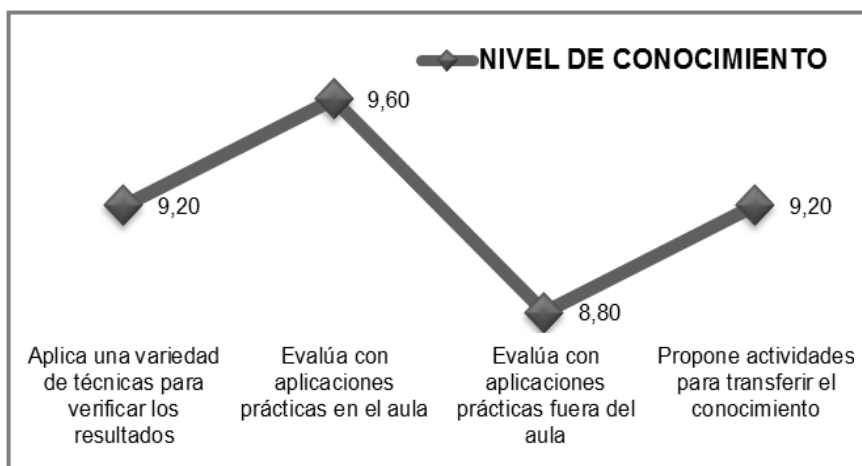 NIVEL DE CONOCIMIENTO
9,60
9,20
9,20
8,80
Aplica una variedad
de técnicas para
verificar los
resultados
Evalúa con
aplicaciones
prácticas en el aula
Evalúa con
aplicaciones
prácticas fuera del
aula
Propone actividades
para transferir el
conocimiento